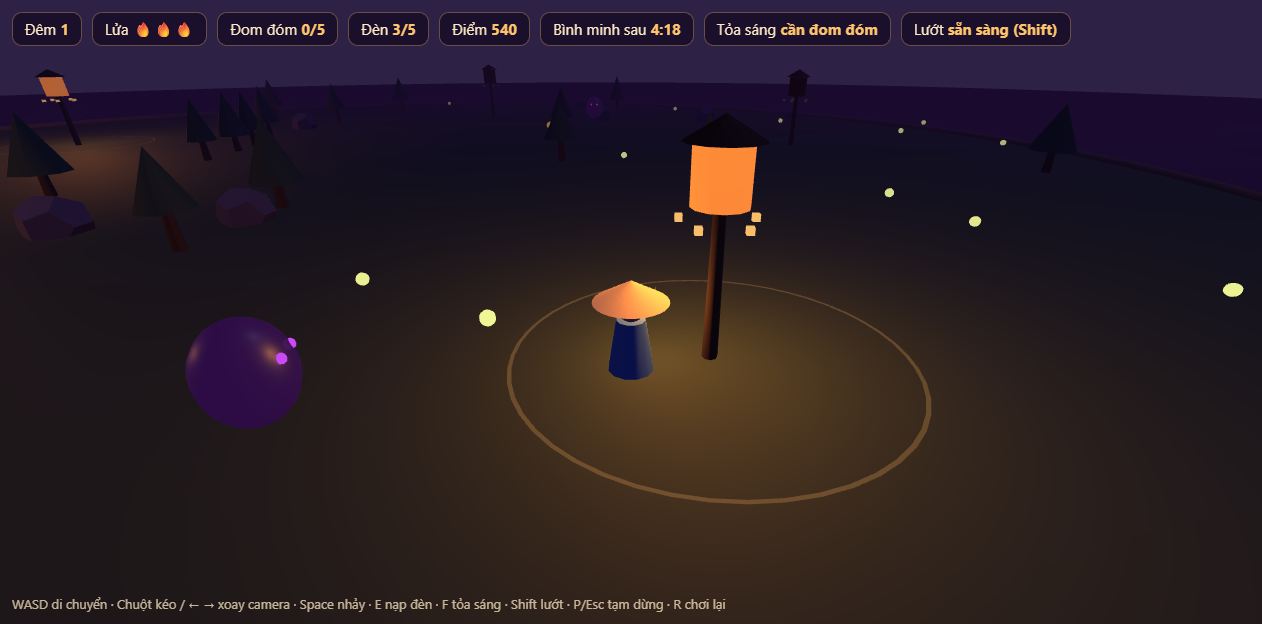 Đêm 1 Lửa 🔥🔥🔥 Đom đóm 0/5 Đèn 3/5 Điểm 540 Bình minh sau 4:18 Tỏa sáng cần đom đóm Lướt sẵn sàng (Shift)
WASD di chuyển · Chuột kéo / ← → xoay camera · Space nhảy · E nạp đèn · F tỏa sáng · Shift lướt · P/Esc tạm dừng · R chơi lại